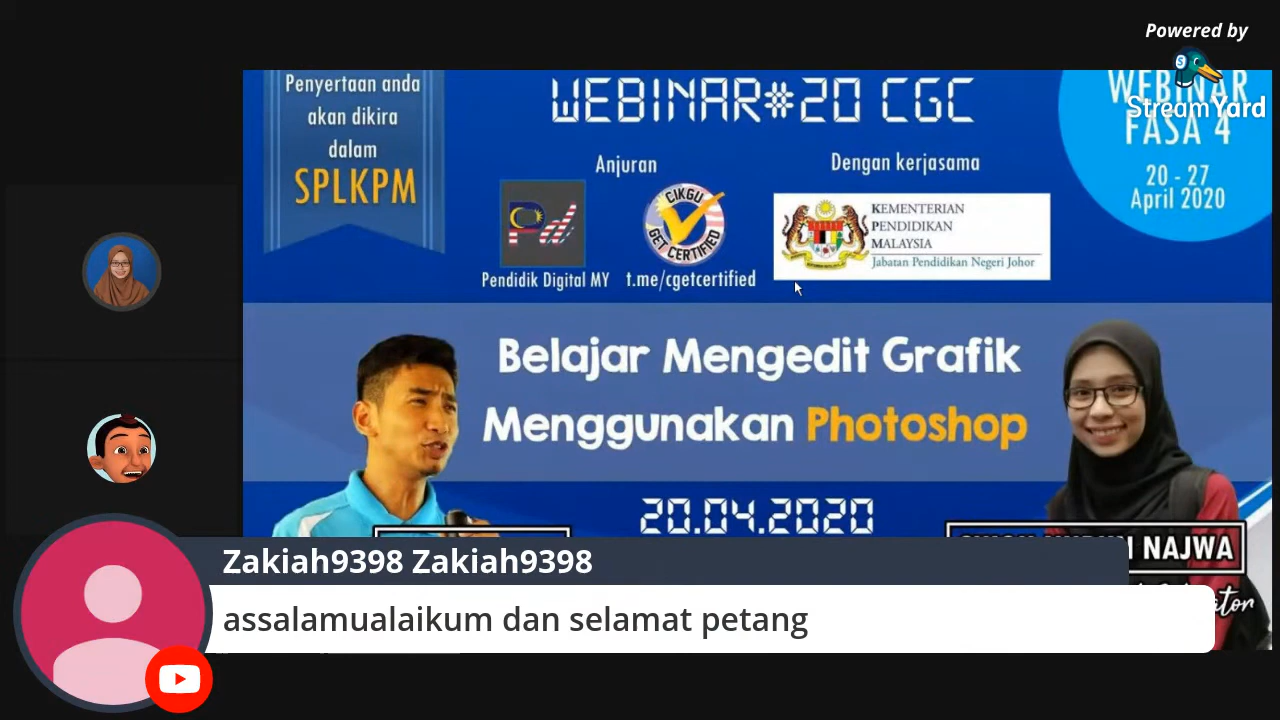 Powered by
StreamYard
Penyertaan anda
akan dikira
dalam
SPLKPM
WEBINAR#20 CGC
WEBINAR
FASA 4
20 - 27
April 2020
Anjuran
Dengan kerjasama
CIKGU
GET CERTIFIED
KEMENTERIAN
PENDIDIKAN
MALAYSIA
Jabatan Pendidikan Negeri Johor
Pendidik Digital MY
t.me/cgetcertified
Belajar Mengedit Grafik
Menggunakan Photoshop
20.04.2020
NAJWA
Zakiah9398 Zakiah9398
assalamualaikum dan selamat petang